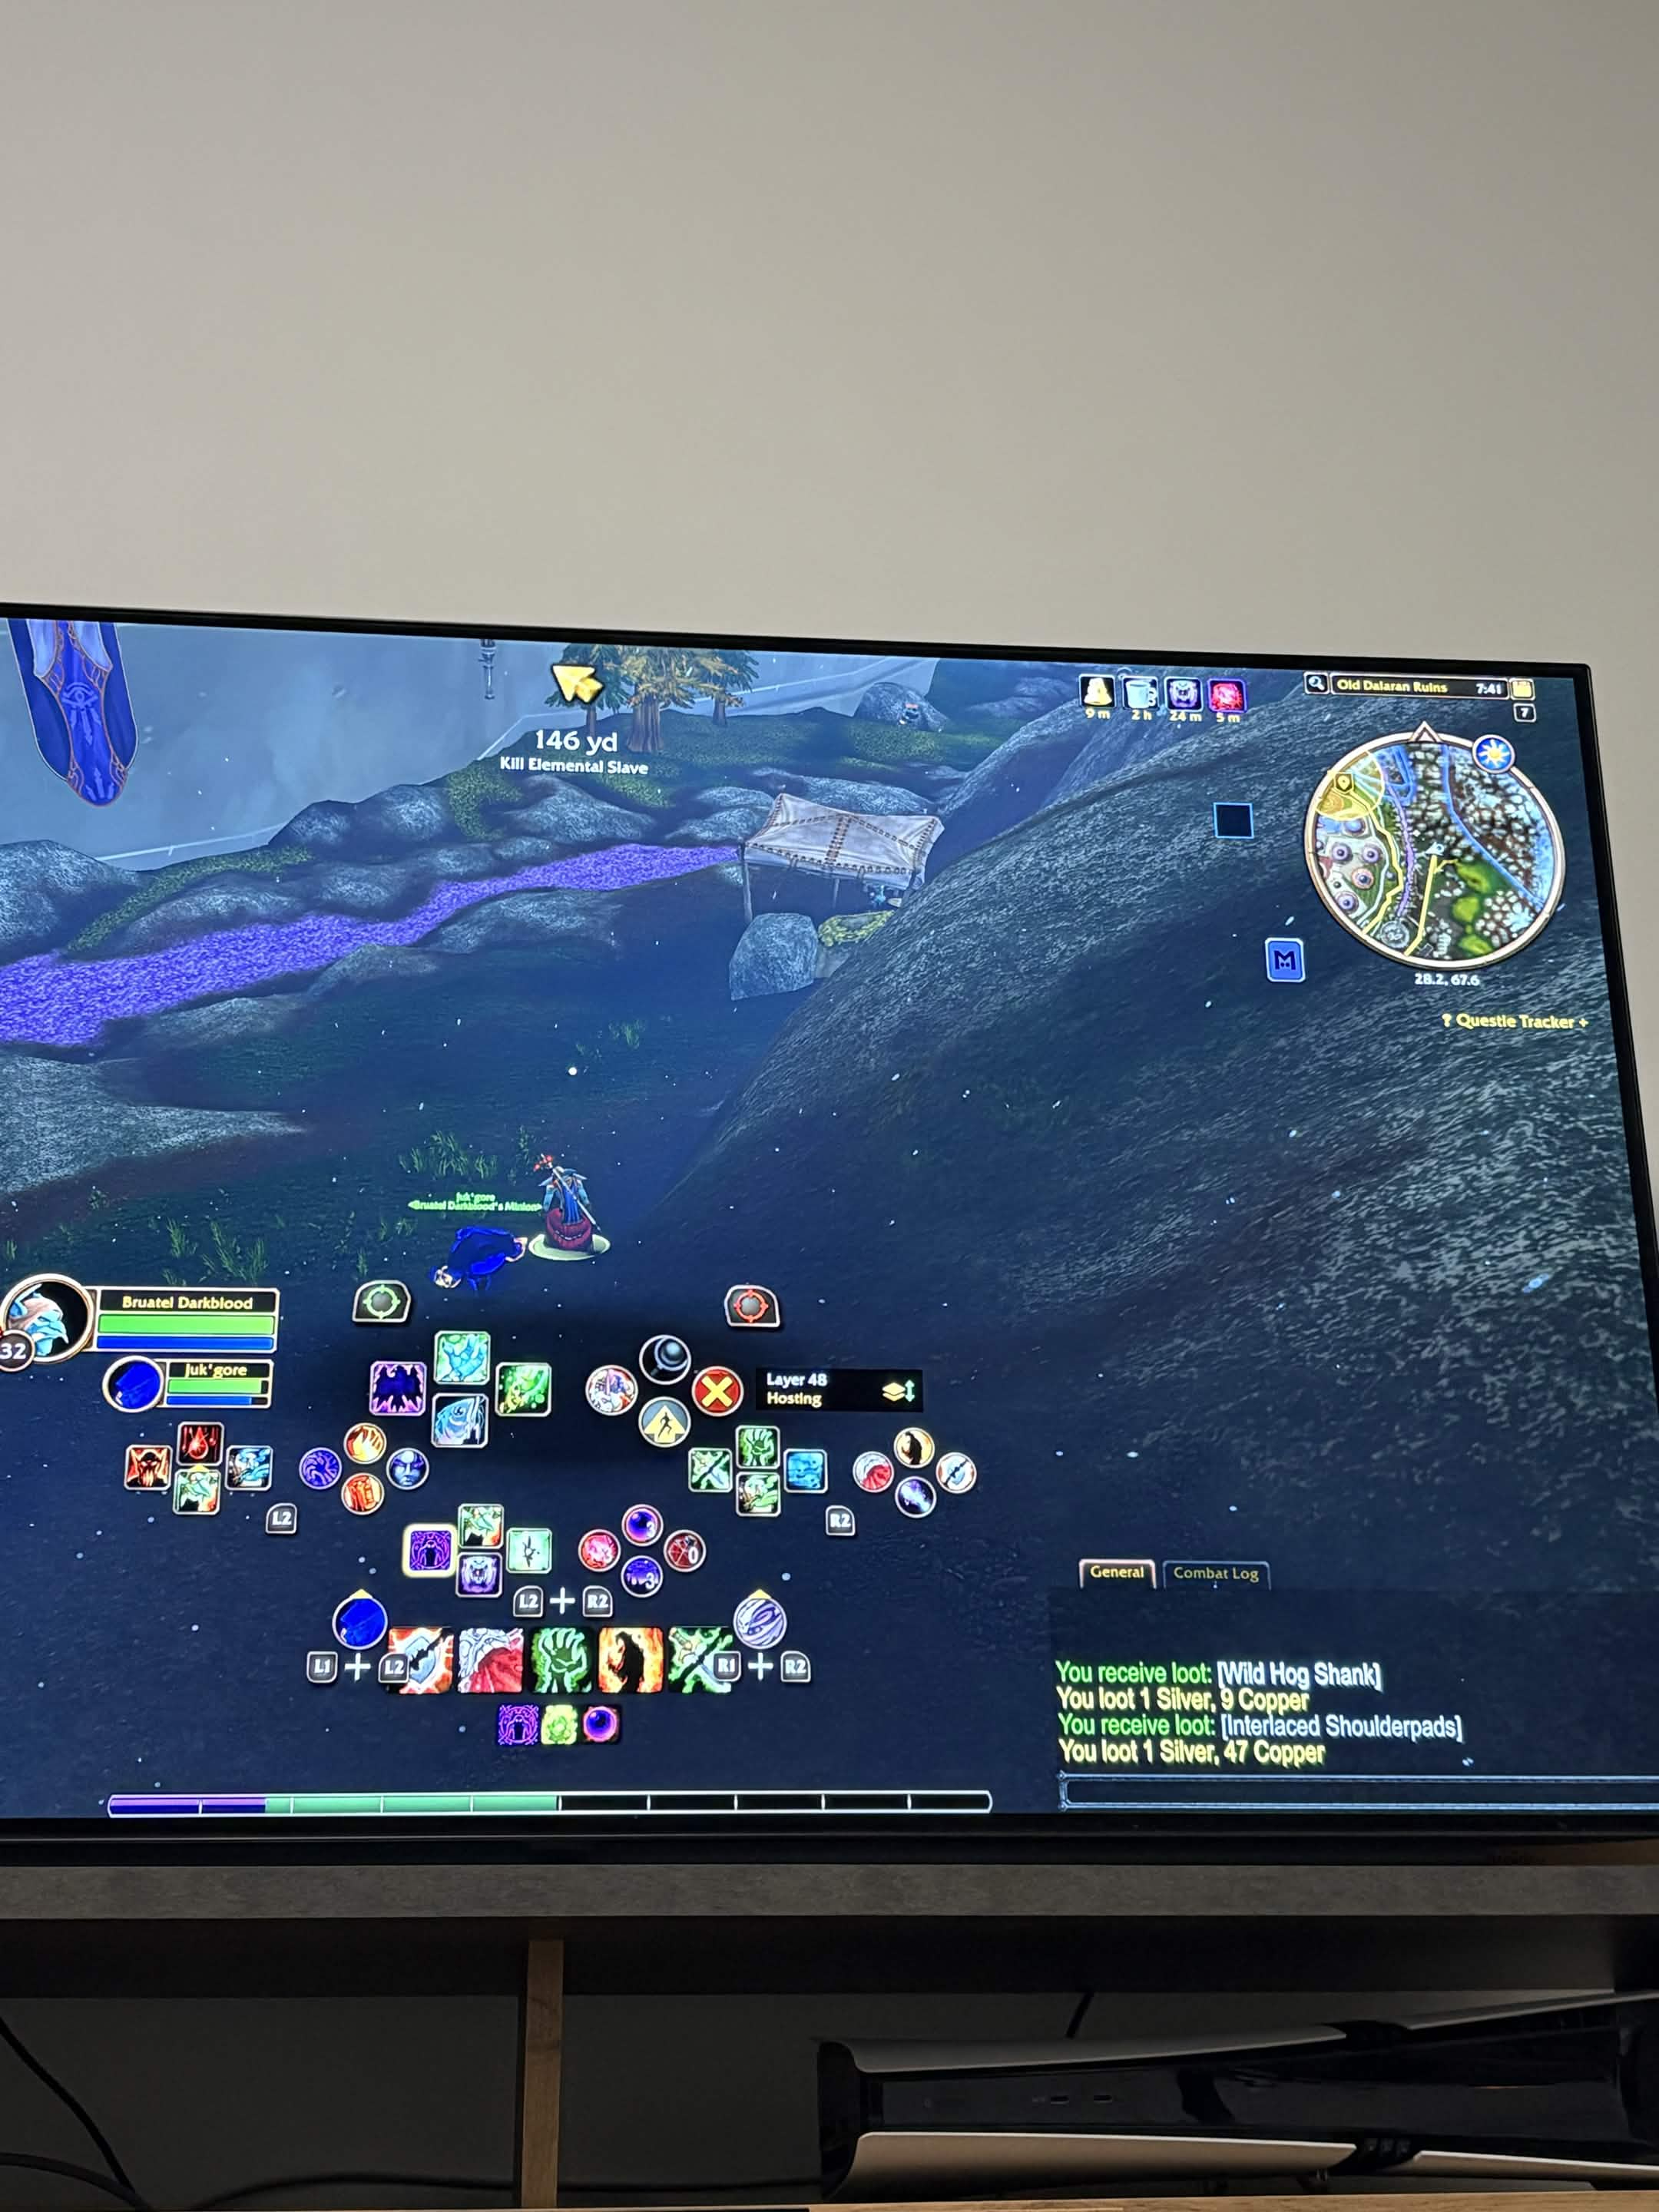 146 yd
Kill Elemental Slave
9 m
2 h
24 m
5 m
Old Dalaran Ruins
7:41
7
M
28.2, 67.6
? Questie Tracker +
Juk'gore
<Bruatel Darkblood's Minion>
Bruatel Darkblood
32
Juk'gore
Layer 48
Hosting
L2
R2
3
0
3
L2 + R2
L1 + L2
R1 + R2
General
Combat Log
You receive loot: [Wild Hog Shank]
You loot 1 Silver, 9 Copper
You receive loot: [Interlaced Shoulderpads]
You loot 1 Silver, 47 Copper